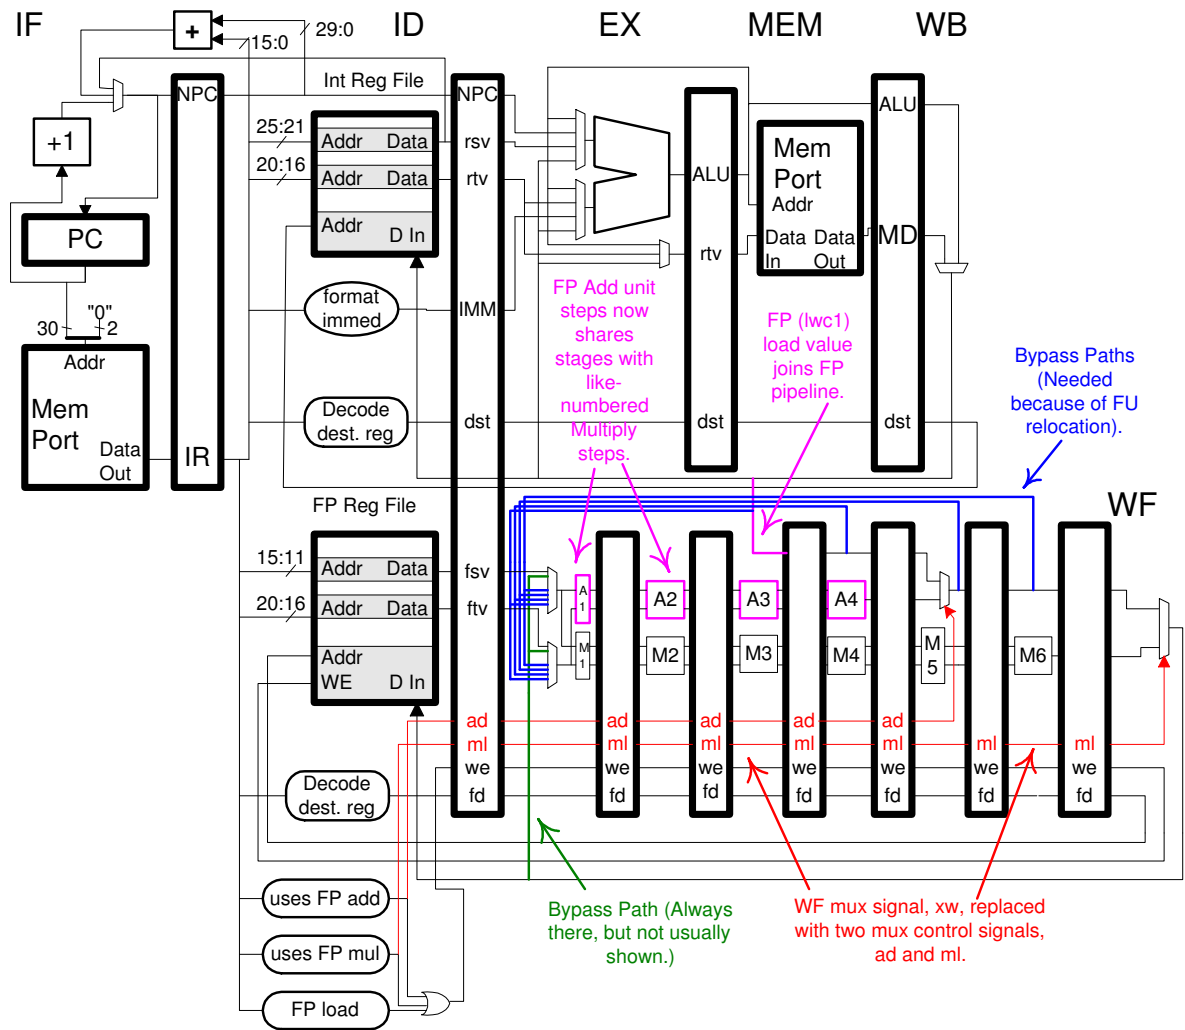 IF
ID
EX
MEM
WB
+
29:0
15:0
+1
PC
30
"0"
2
Addr
Mem
Port
Data
Out
NPC
IR
Int Reg File
25:21
20:16
Addr
Data
Addr
Data
Addr
D In
format
immed
Decode
dest. reg
NPC
rsv
rtv
IMM
dst
ALU
rtv
dst
Mem
Port
Addr
Data
In
Data
Out
ALU
MD
dst
FP Add unit
steps now
shares
stages with
like-
numbered
Multiply
steps.
FP (lwc1)
load value
joins FP
pipeline.
Bypass Paths
(Needed
because of FU
relocation).
WF
FP Reg File
15:11
20:16
Addr
Data
Addr
Data
Addr
WE
D In
fsv
ftv
A
1
A2
A3
A4
M
1
M2
M3
M4
M
5
M6
ad
ad
ad
ad
ad
ml
ml
ml
ml
ml
ml
ml
we
we
we
we
we
we
we
fd
fd
fd
fd
fd
fd
fd
Decode
dest. reg
uses FP add
uses FP mul
FP load
Bypass Path (Always
there, but not usually
shown.)
WF mux signal, xw, replaced
with two mux control signals,
ad and ml.